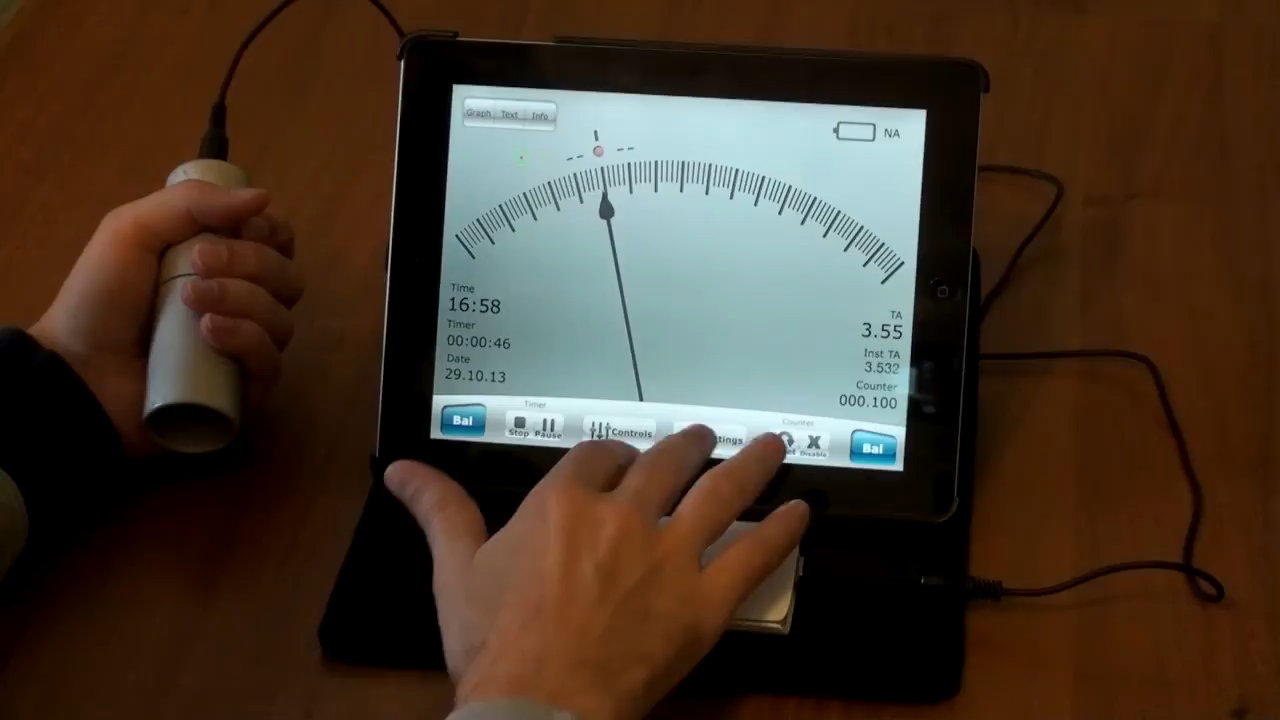 Graph Text Info
NA
Time
16:58
Timer
00:00:46
Date
29.10.13
TA
3.55
Inst TA
3.532
Counter
000.100
Timer
Counter
Bal
Stop Pause
Controls
ttings
Disable
Bal